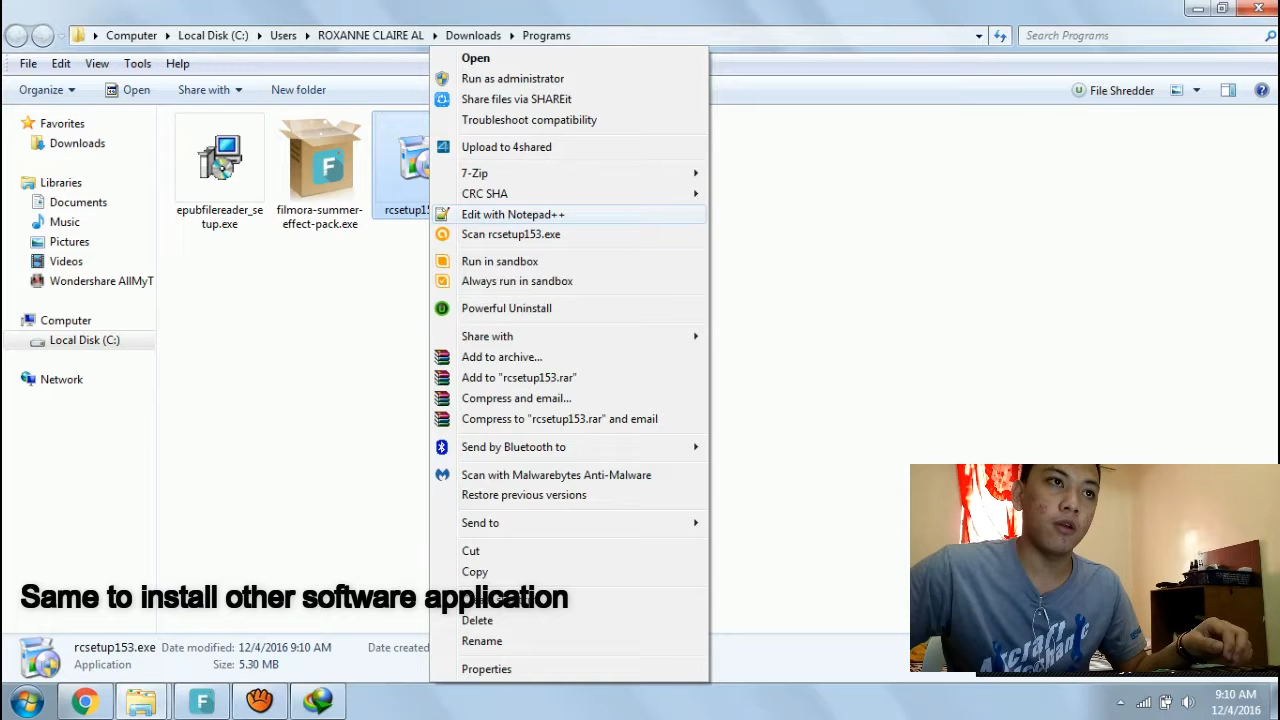 Computer Local Disk (C:) Users ROXANNE CLAIRE AL Downloads Programs
Search Programs
File Edit View Tools Help
Organize Open Share with New folder
File Shredder
Favorites
Downloads
Libraries
Documents
Music
Pictures
Videos
Wondershare AllMyT
Computer
Local Disk (C:)
Network
epubfilereader_se
tup.exe
filmora-summer-
effect-pack.exe
rcsetup15
Open
Run as administrator
Share files via SHAREit
Troubleshoot compatibility
Upload to 4shared
7-Zip
CRC SHA
Edit with Notepad++
Scan rcsetup153.exe
Run in sandbox
Always run in sandbox
Powerful Uninstall
Share with
Add to archive...
Add to "rcsetup153.rar"
Compress and email...
Compress to "rcsetup153.rar" and email
Send by Bluetooth to
Scan with Malwarebytes Anti-Malware
Restore previous versions
Send to
Cut
Copy
Delete
Rename
Properties
Same to install other software application
rcsetup153.exe Date modified: 12/4/2016 9:10 AM Date created
Application Size: 5.30 MB
9:10 AM
12/4/2016